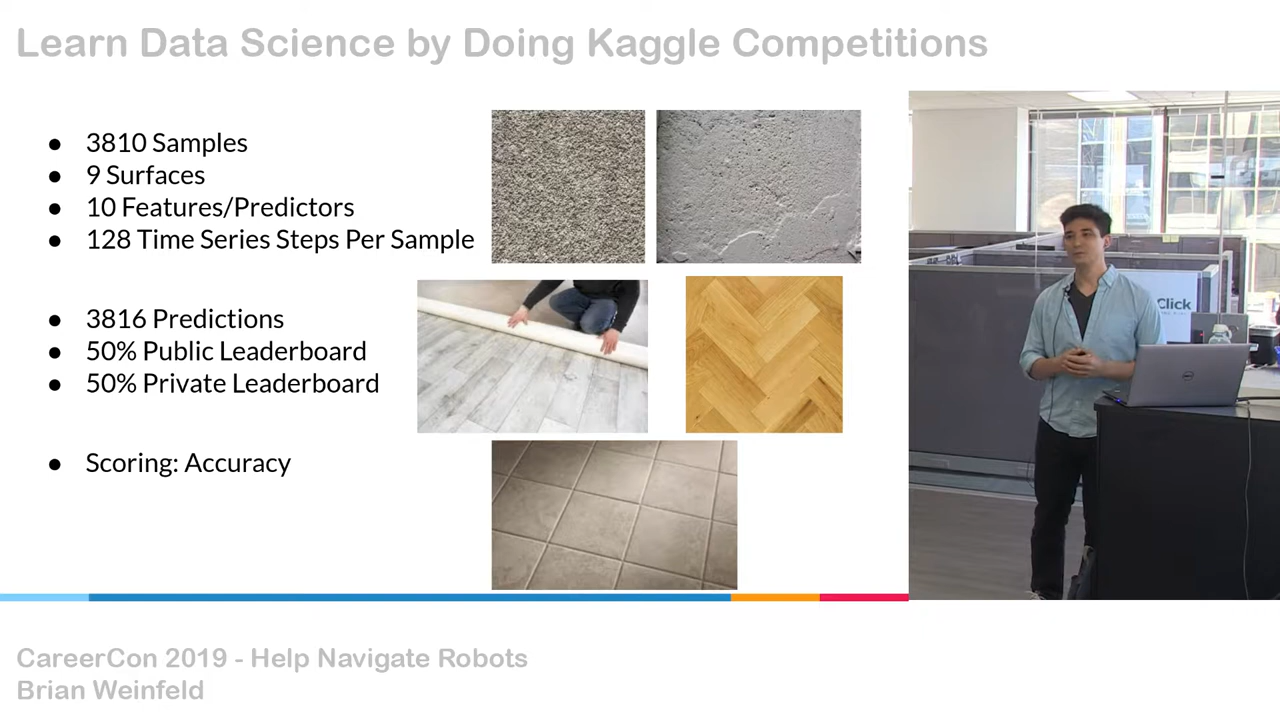 Learn Data Science by Doing Kaggle Competitions
● 3810 Samples
● 9 Surfaces
● 10 Features/Predictors
● 128 Time Series Steps Per Sample
● 3816 Predictions
● 50% Public Leaderboard
● 50% Private Leaderboard
● Scoring: Accuracy
Click
CareerCon 2019 - Help Navigate Robots
Brian Weinfeld